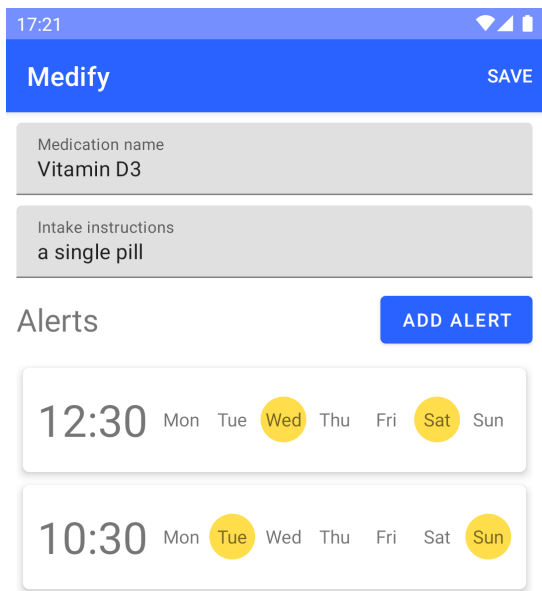 17:21
Medify SAVE
Medication name
Vitamin D3
Intake instructions
a single pill
Alerts ADD ALERT
12:30 Mon Tue Wed Thu Fri Sat Sun
10:30 Mon Tue Wed Thu Fri Sat Sun